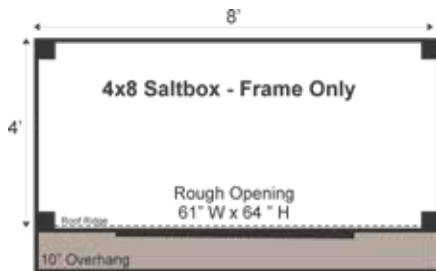 8'
4x8 Saltbox - Frame Only
4'
Rough Opening
61" W x 64 " H
Roof Ridge
10" Overhang